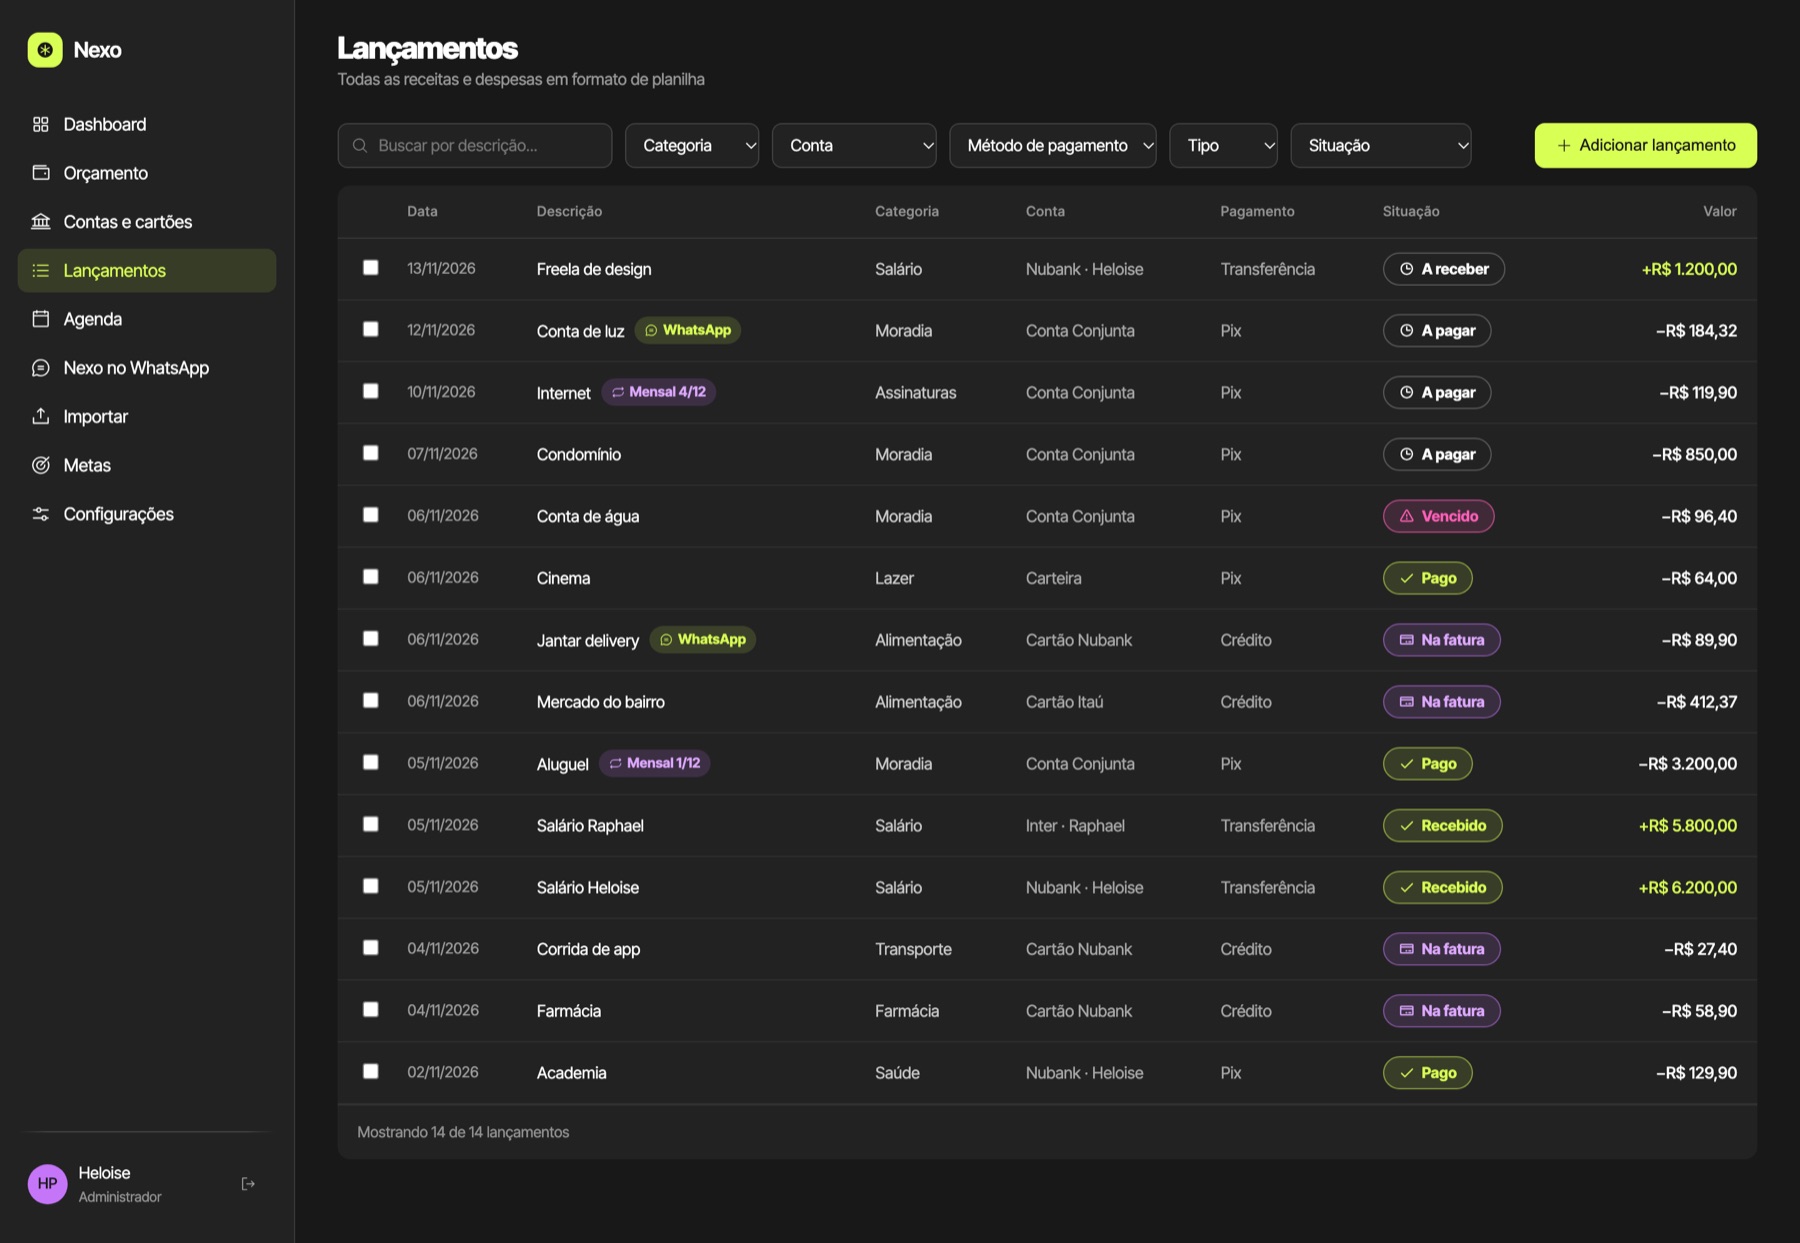 Nexo
Dashboard
Orçamento
Contas e cartões
Lançamentos
Agenda
Nexo no WhatsApp
Importar
Metas
Configurações
HP
Heloise
Administrador
Lançamentos
Todas as receitas e despesas em formato de planilha
Buscar por descrição... Categoria Conta Método de pagamento Tipo Situação Adicionar lançamento
Data Descrição Categoria Conta Pagamento Situação Valor
13/11/2026 Freela de design Salário Nubank · Heloise Transferência A receber +R$ 1.200,00
12/11/2026 Conta de luz WhatsApp Moradia Conta Conjunta Pix A pagar −R$ 184,32
10/11/2026 Internet Mensal 4/12 Assinaturas Conta Conjunta Pix A pagar −R$ 119,90
07/11/2026 Condomínio Moradia Conta Conjunta Pix A pagar −R$ 850,00
06/11/2026 Conta de água Moradia Conta Conjunta Pix Vencido −R$ 96,40
06/11/2026 Cinema Lazer Carteira Pix Pago −R$ 64,00
06/11/2026 Jantar delivery WhatsApp Alimentação Cartão Nubank Crédito Na fatura −R$ 89,90
06/11/2026 Mercado do bairro Alimentação Cartão Itaú Crédito Na fatura −R$ 412,37
05/11/2026 Aluguel Mensal 1/12 Moradia Conta Conjunta Pix Pago −R$ 3.200,00
05/11/2026 Salário Raphael Salário Inter · Raphael Transferência Recebido +R$ 5.800,00
05/11/2026 Salário Heloise Salário Nubank · Heloise Transferência Recebido +R$ 6.200,00
04/11/2026 Corrida de app Transporte Cartão Nubank Crédito Na fatura −R$ 27,40
04/11/2026 Farmácia Farmácia Cartão Nubank Crédito Na fatura −R$ 58,90
02/11/2026 Academia Saúde Nubank · Heloise Pix Pago −R$ 129,90
Mostrando 14 de 14 lançamentos